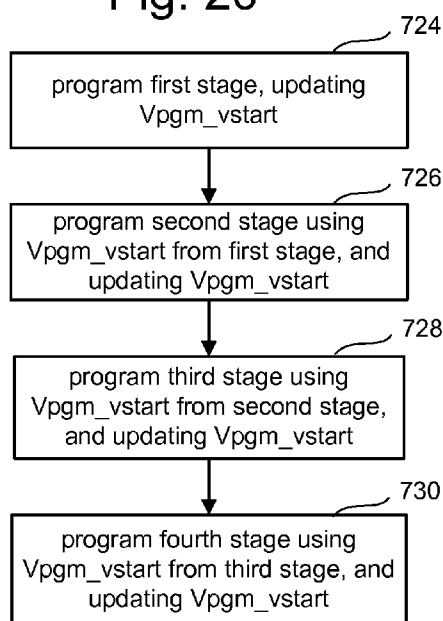 Fig.
724
program first stage, updating
Vpgm_vstart
726
program second stage using
Vpgm_vstart from first stage, and
updating Vpgm_vstart
728
program third stage using
Vpgm_vstart from second stage,
and updating Vpgm_vstart
730
program fourth stage using
Vpgm_vstart from third stage, and
updating Vpgm_vstart